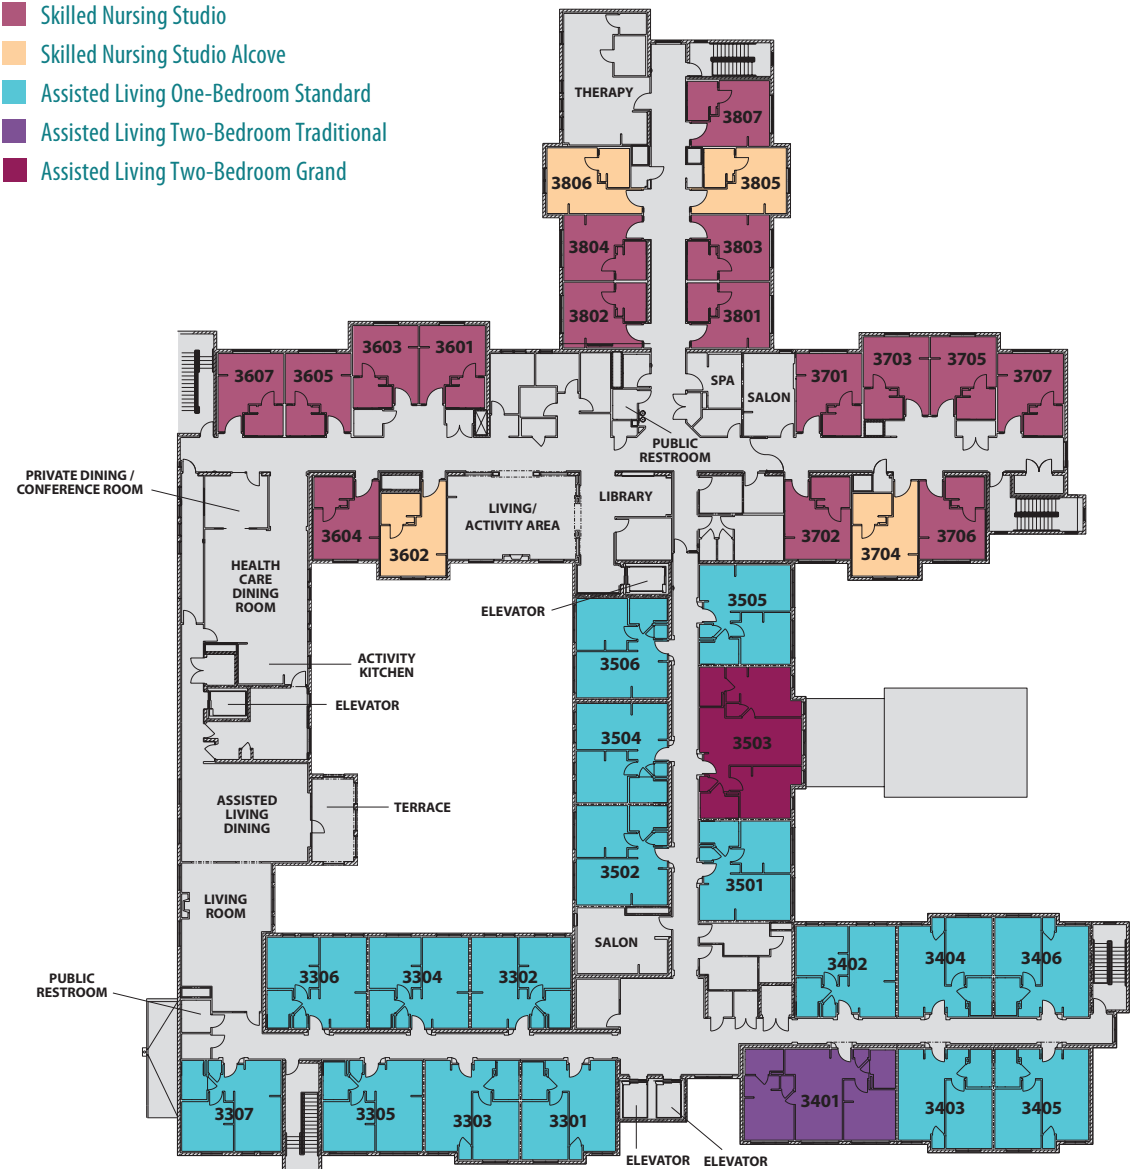 Skilled Nursing Studio
Skilled Nursing Studio Alcove
Assisted Living One-Bedroom Standard
Assisted Living Two-Bedroom Traditional
Assisted Living Two-Bedroom Grand
THERAPY
3807
3806
3805
3804
3803
3802
3801
3607
3605
3603
3601
SPA
SALON
3701
3703
3705
3707
PUBLIC
RESTROOM
PRIVATE DINING /
CONFERENCE ROOM
3604
3602
LIVING/
ACTIVITY AREA
LIBRARY
3702
3704
3706
HEALTH
CARE
DINING
ROOM
ELEVATOR
3505
ACTIVITY
KITCHEN
3506
ELEVATOR
3504
3503
ASSISTED
LIVING
DINING
TERRACE
3502
3501
LIVING
ROOM
SALON
PUBLIC
RESTROOM
3306
3304
3302
3402
3404
3406
3307
3305
3303
3301
3401
3403
3405
ELEVATOR
ELEVATOR